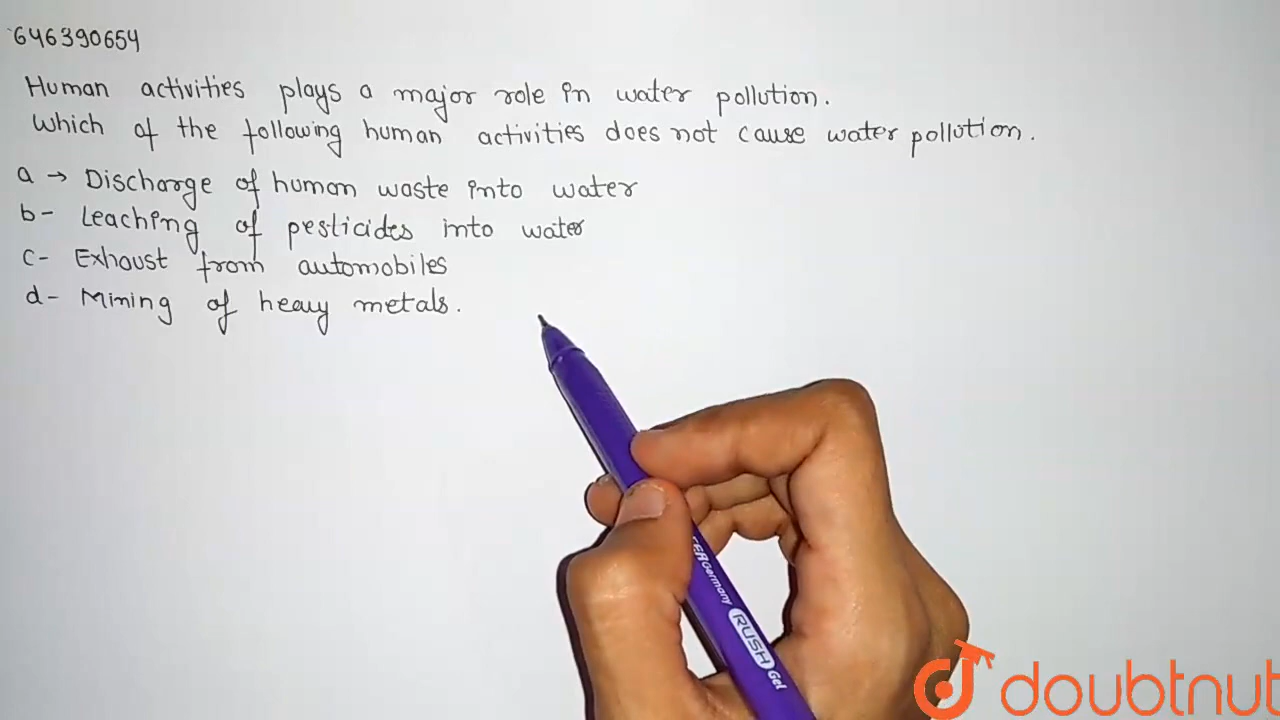 646390654
Human activities plays a major role in water pollution.
Which of the following human activities does not cause water pollution.
a → Discharge of human waste into water
b- Leaching of pesticides into water
c- Exhaust from automobiles
d- Mining of heavy metals.
Germany
RUSH Gel
doubtnut